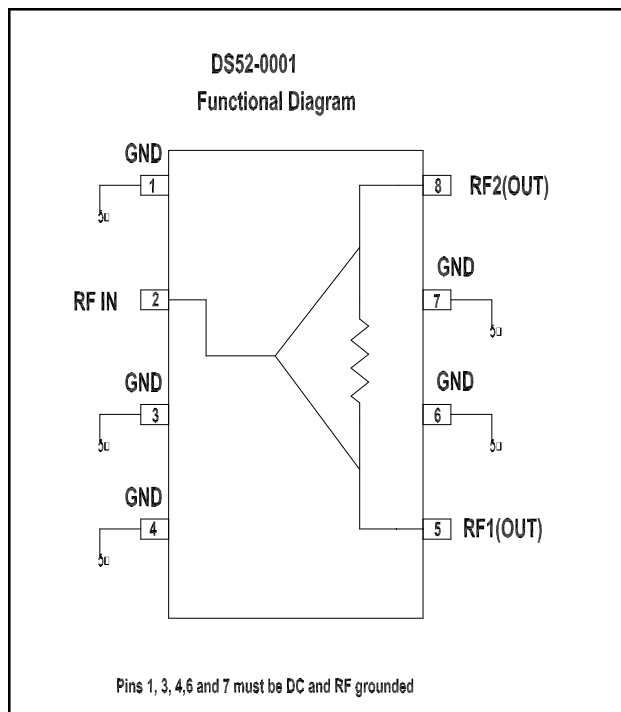 DS52-0001
Functional Diagram
GND
1
8
RF2(OUT)
RF IN
2
GND
7
GND
3
GND
6
GND
4
5
RF1(OUT)
Pins 1, 3, 4,6 and 7 must be DC and RF grounded